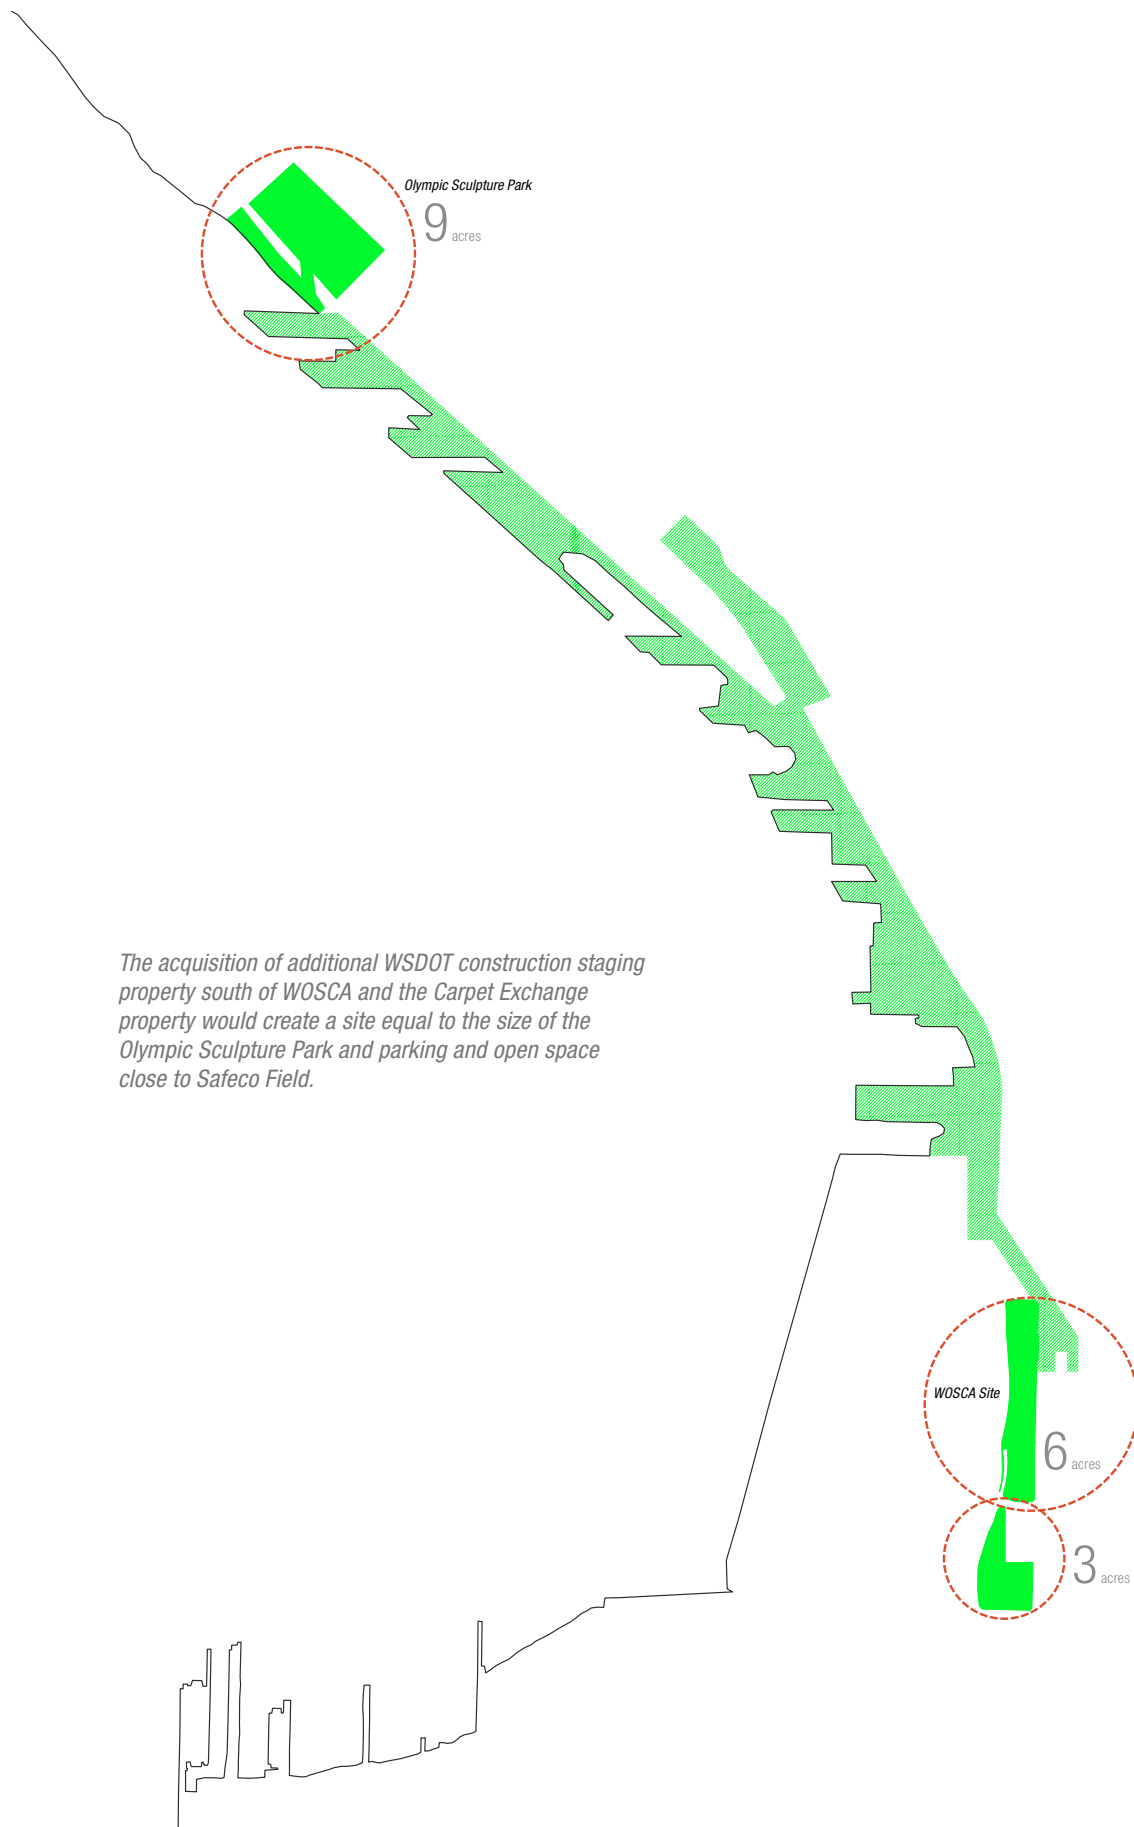 Olympic Sculpture Park
9 acres
The acquisition of additional WSDOT construction staging
property south of WOSCA and the Carpet Exchange
property would create a site equal to the size of the
Olympic Sculpture Park and parking and open space
close to Safeco Field.
WOSCA Site
6 acres
3 acres